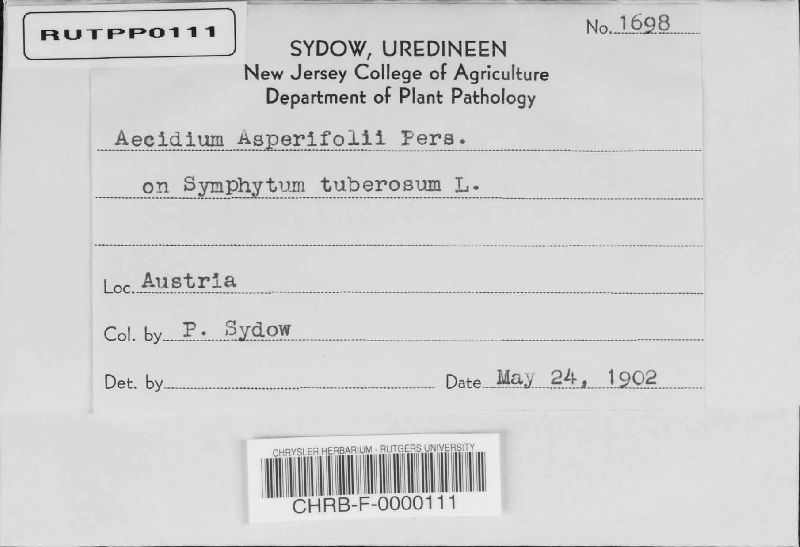 RUTPP0111
No. 1698
SYDOW, UREDINEEN
New Jersey College of Agriculture
Department of Plant Pathology
Aecidium Asperifolii Pers.
on Symphytum tuberosum L.
Loc. Austria
Col. by P. Sydow
Det. by Date May 24, 1902
CHRYSLER HERBARIUM - RUTGERS UNIVERSITY
CHRB-F-0000111